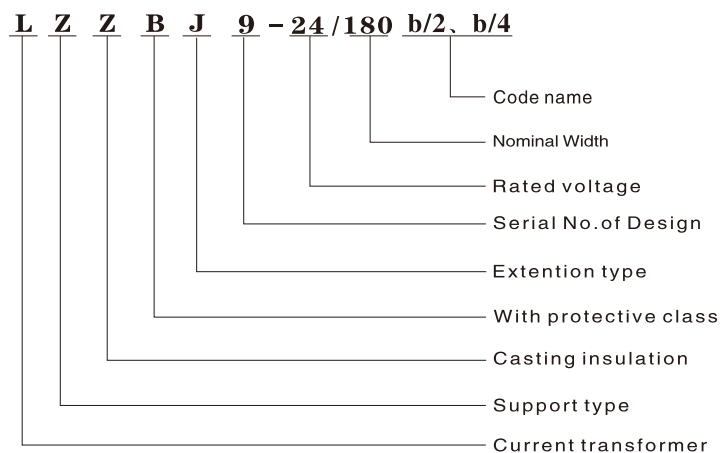 L Z Z B J 9 - 24 /180 b/2、b/4
Code name
Nominal Width
Rated voltage
Serial No.of Design
Extention type
With protective class
Casting insulation
Support type
Current transformer